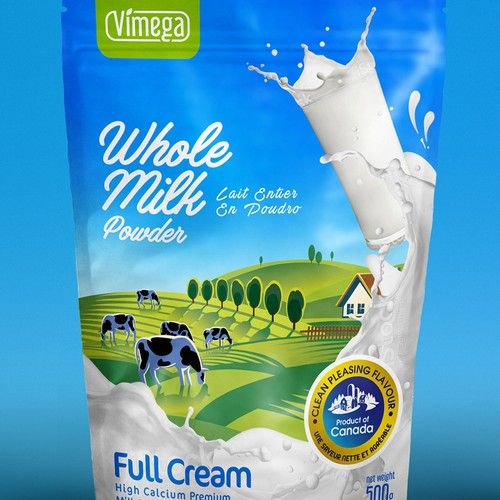 Vimega
Whole
Milk
Powder
Lait Entier
En Poudro
CLEAN PLEASING FLAVOUR
Product of
Canada
UNE SAVEUR NETTE ET AGRÉABLE
Full Cream
High Calcium Premium
net weight
500g